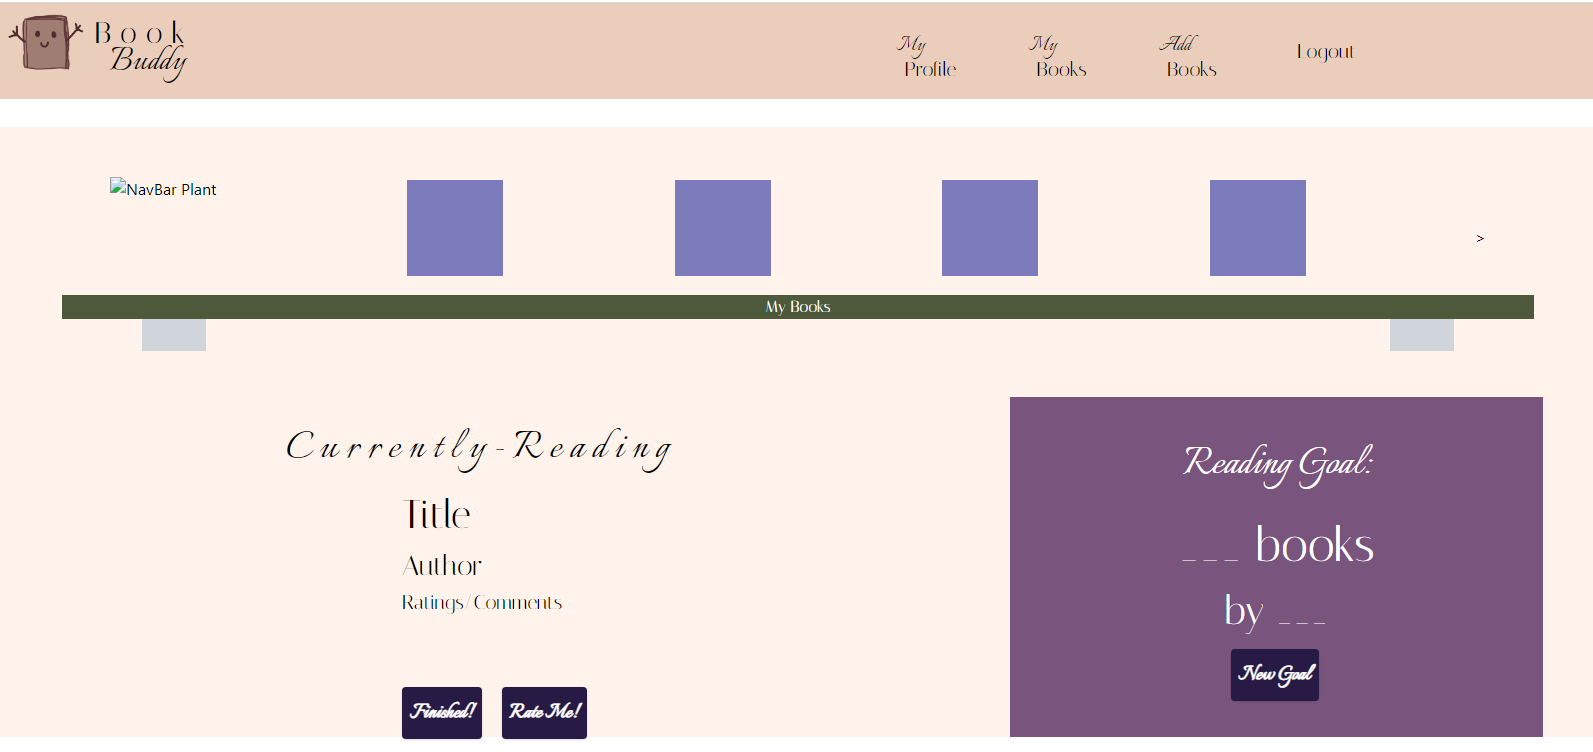 Book
Buddy
My
Profile
My
Books
Add
Books
Logout
NavBar Plant
>
My Books
Currently-Reading
Title
Author
Ratings/Comments
Finished!
Rate Me!
Reading Goal:
___ books
by ___
New Goal